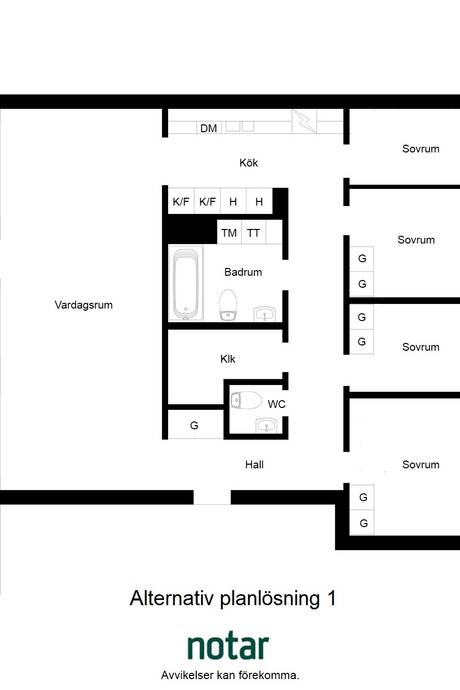 DM
Sovrum
Kök
K/F K/F H H
TM TT
Sovrum
G
G
Badrum
Vardagsrum
G
G
Sovrum
Klk
WC
G
Hall
Sovrum
G
G
Alternativ planlösning 1
notar
Avvikelser kan förekomma.